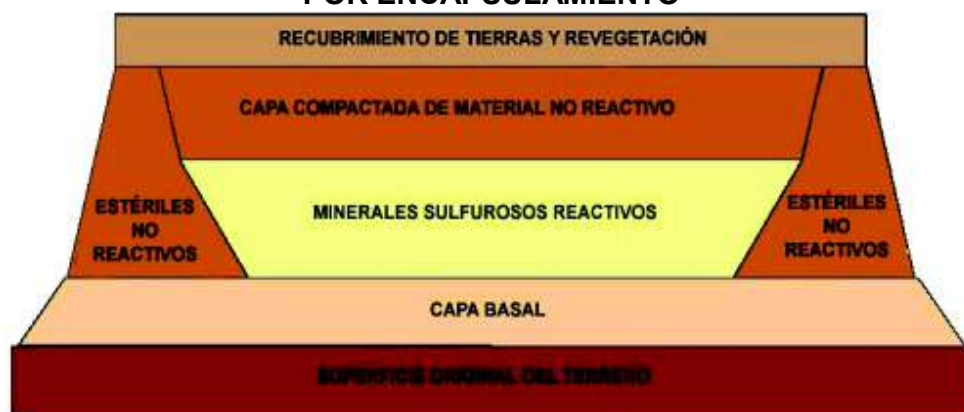 POR ENCAPSULAMIENTO
RECUBRIMIENTO DE TIERRAS Y REVEGETACIÓN
CAPA COMPACTADA DE MATERIAL NO REACTIVO
ESTÉRILES
NO
REACTIVOS
MINERALES SULFUROSOS REACTIVOS
ESTÉRILES
NO
REACTIVOS
CAPA BASAL
SUPERFICIE ORIGINAL DEL TERRENO